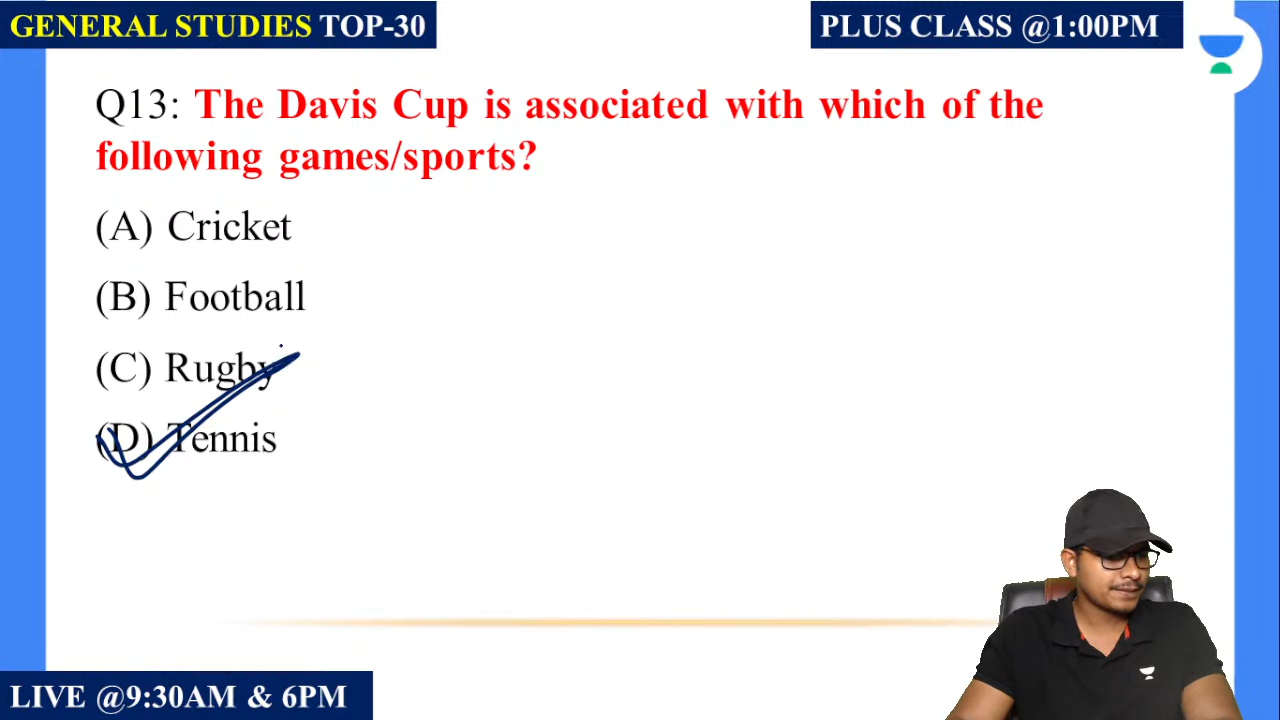 GENERAL STUDIES TOP-30
PLUS CLASS @1:00PM
Q13: The Davis Cup is associated with which of the
following games/sports?
(A) Cricket
(B) Football
(C) Rugby
(D) Tennis
LIVE @9:30AM & 6PM